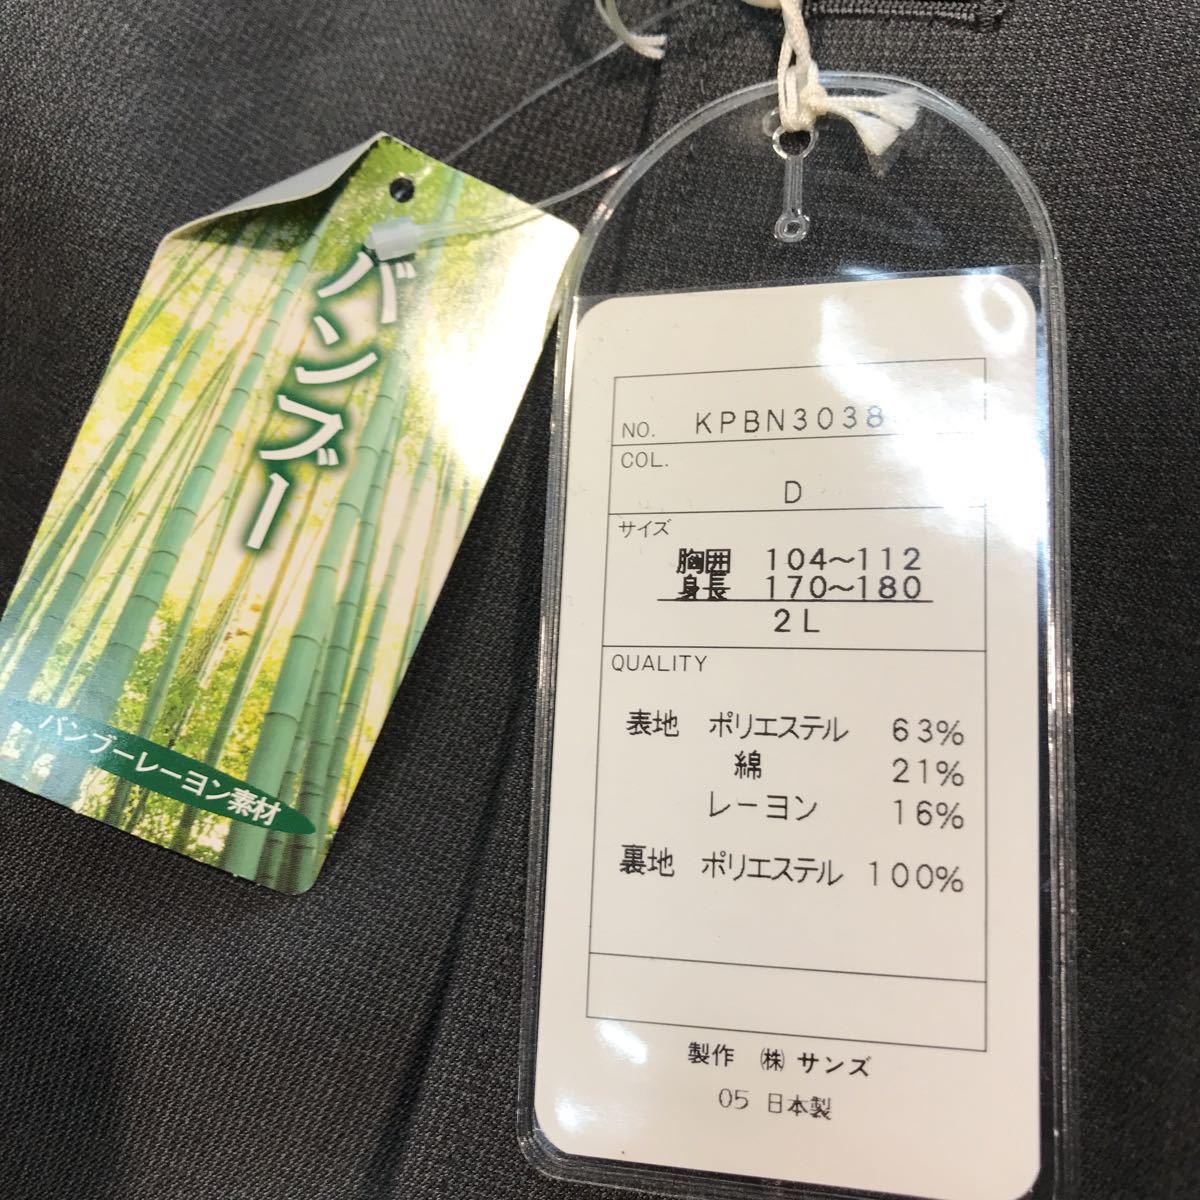 バンブー
バンブーレーヨン素材
NO. KPBN3038
COL.
D
サイズ
胸囲 104～112
身長 170～180
2L
QUALITY
表地 ポリエステル 63%
綿 21%
レーヨン 16%
裏地 ポリエステル 100%
製作 ㈱ サンズ
05 日本製